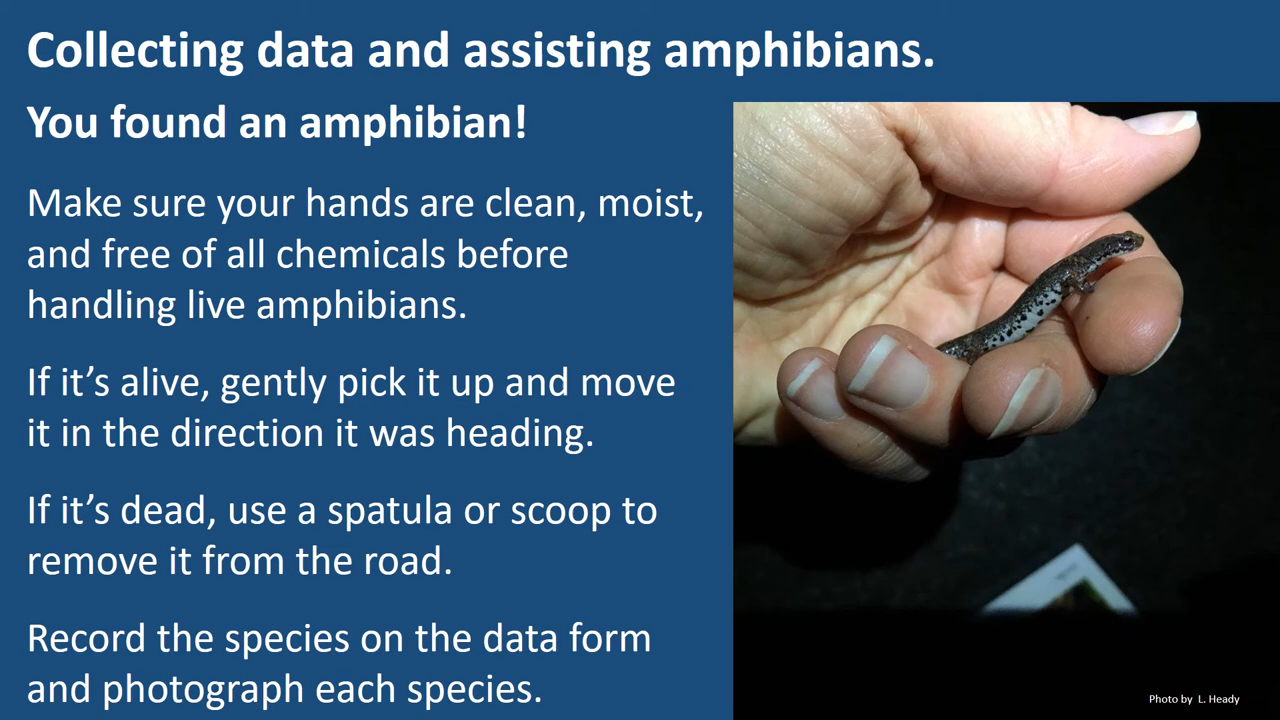 Collecting data and assisting amphibians.
You found an amphibian!
Make sure your hands are clean, moist,
and free of all chemicals before
handling live amphibians.
If it’s alive, gently pick it up and move
it in the direction it was heading.
If it’s dead, use a spatula or scoop to
remove it from the road.
Record the species on the data form
and photograph each species.
Photo by L. Heady